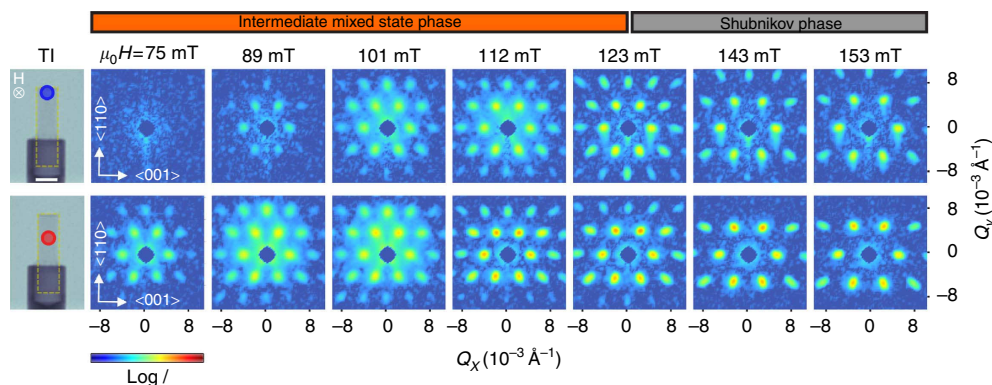 Intermediate mixed state phase
Shubnikov phase
TI
μ0H=75 mT
89 mT
101 mT
112 mT
123 mT
143 mT
153 mT
H
⊗
<110>
<001>
8
0
−8
Qν (10⁻³ Å⁻¹)
<110>
<001>
8
0
−8
−8 0 8 −8 0 8 −8 0 8 −8 0 8 −8 0 8 −8 0 8 −8 0 8
QX (10⁻³ Å⁻¹)
Log I